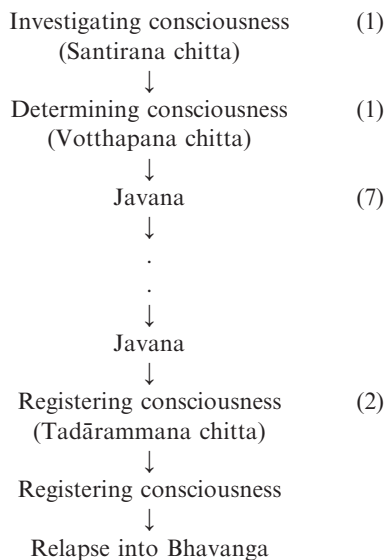 Investigating consciousness (1)
(Santirana chitta)
↓
Determining consciousness (1)
(Votthapana chitta)
↓
Javana (7)
↓
.
.
↓
Javana
↓
Registering consciousness (2)
(Tadārammana chitta)
↓
Registering consciousness
↓
Relapse into Bhavanga